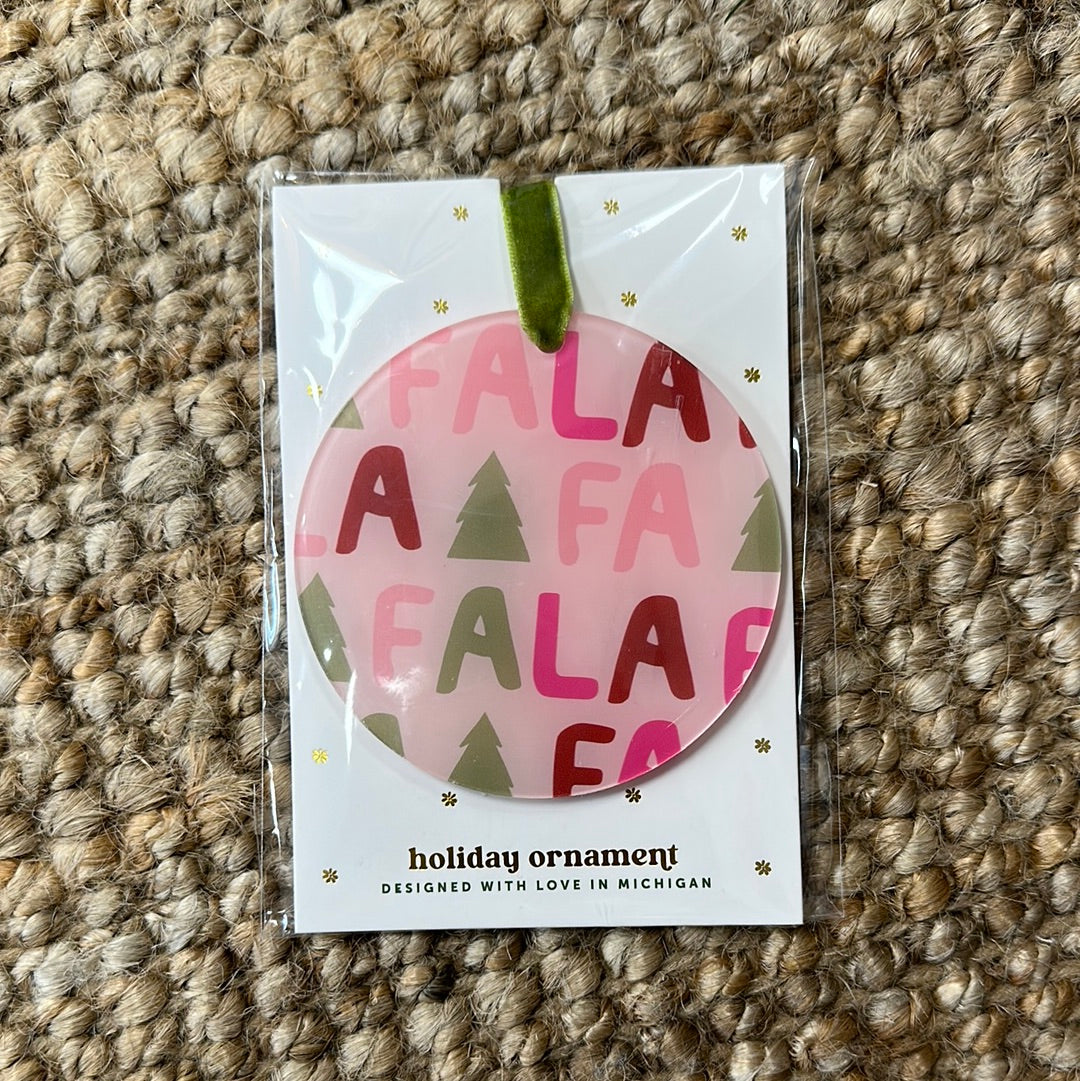 FALA
A FA
FALA F
FA
holiday ornament
DESIGNED WITH LOVE IN MICHIGAN